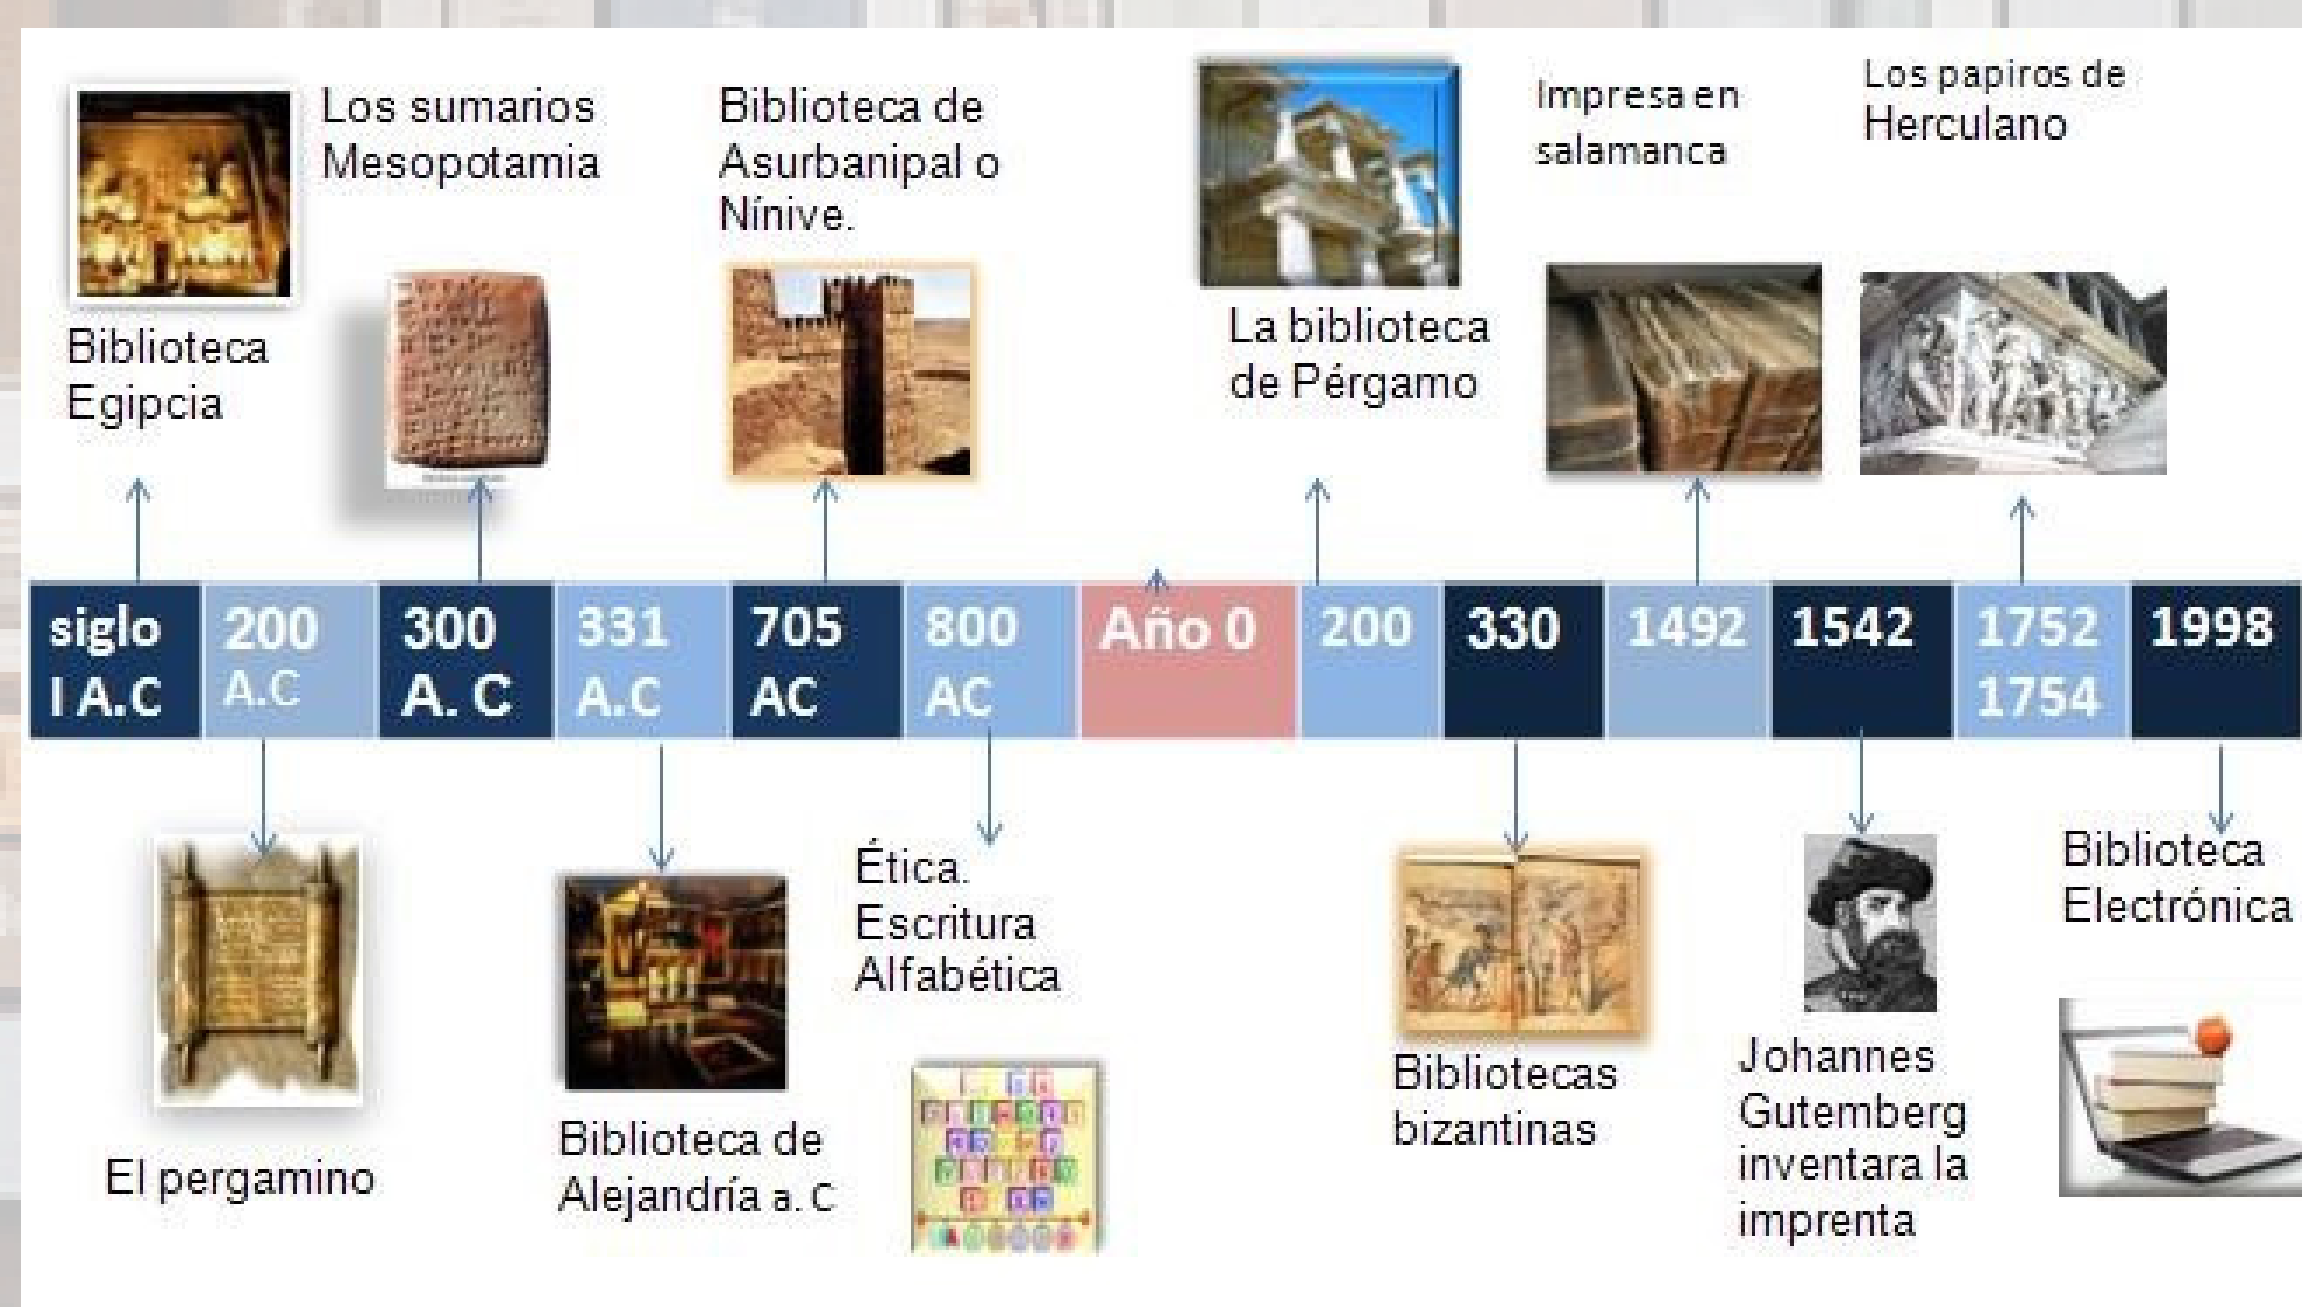 Los sumarios
Mesopotamia
Biblioteca de
Asurbanipal o
Nínive.
Impresa en
salamanca
Los papiros de
Herculano
Biblioteca
Egipcia
La biblioteca
de Pérgamo
siglo
I A.C
200
A.C
300
A. C
331
A.C
705
AC
800
AC
Año 0
200
330
1492
1542
1752
1754
1998
El pergamino
Biblioteca de
Alejandría a. C
Ética.
Escritura
Alfabética
Bibliotecas
bizantinas
Johannes
Gutemberg
inventara la
imprenta
Biblioteca
Electrónica